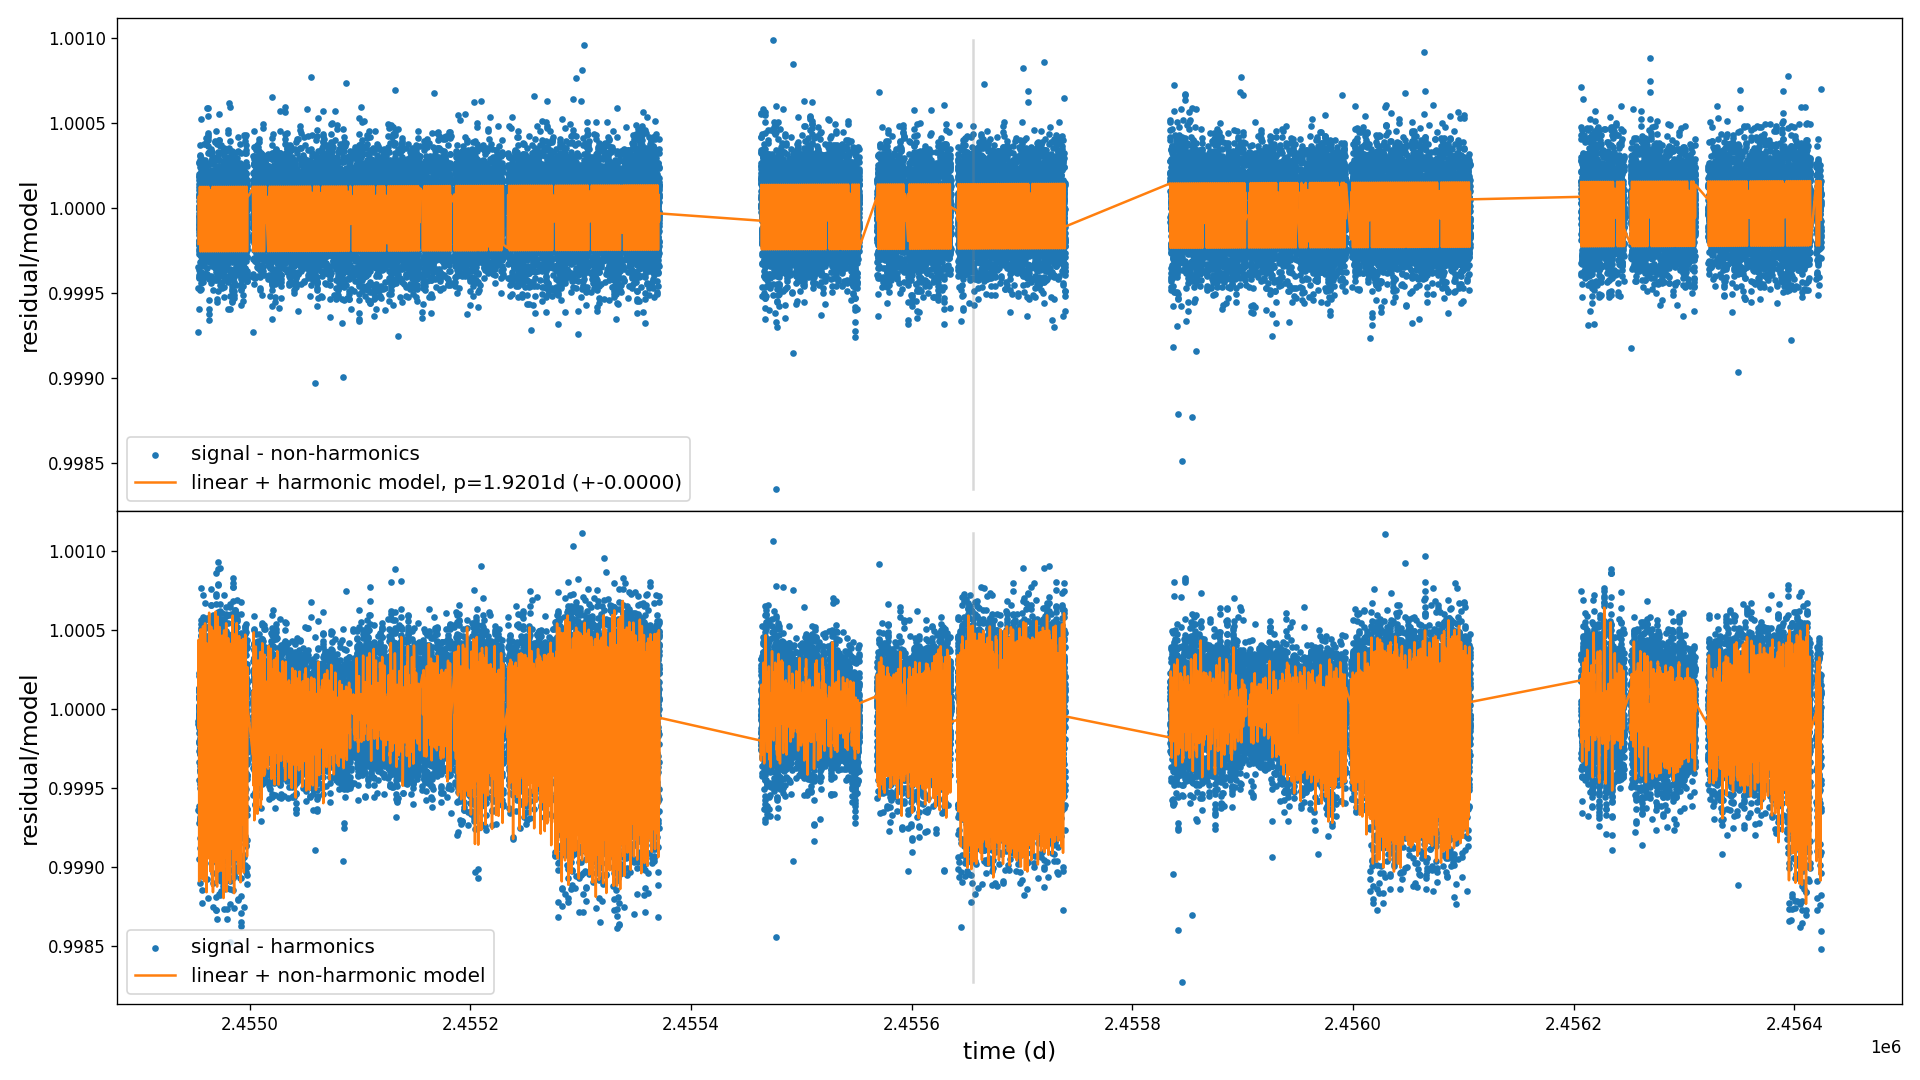 1.0010
1.0005
1.0000
0.9995
0.9990
0.9985
residual/model
signal - non-harmonics
linear + harmonic model, p=1.9201d (+-0.0000)
1.0010
1.0005
1.0000
0.9995
0.9990
0.9985
residual/model
signal - harmonics
linear + non-harmonic model
2.4550
2.4552
2.4554
2.4556
2.4558
2.4560
2.4562
2.4564
time (d)
1e6